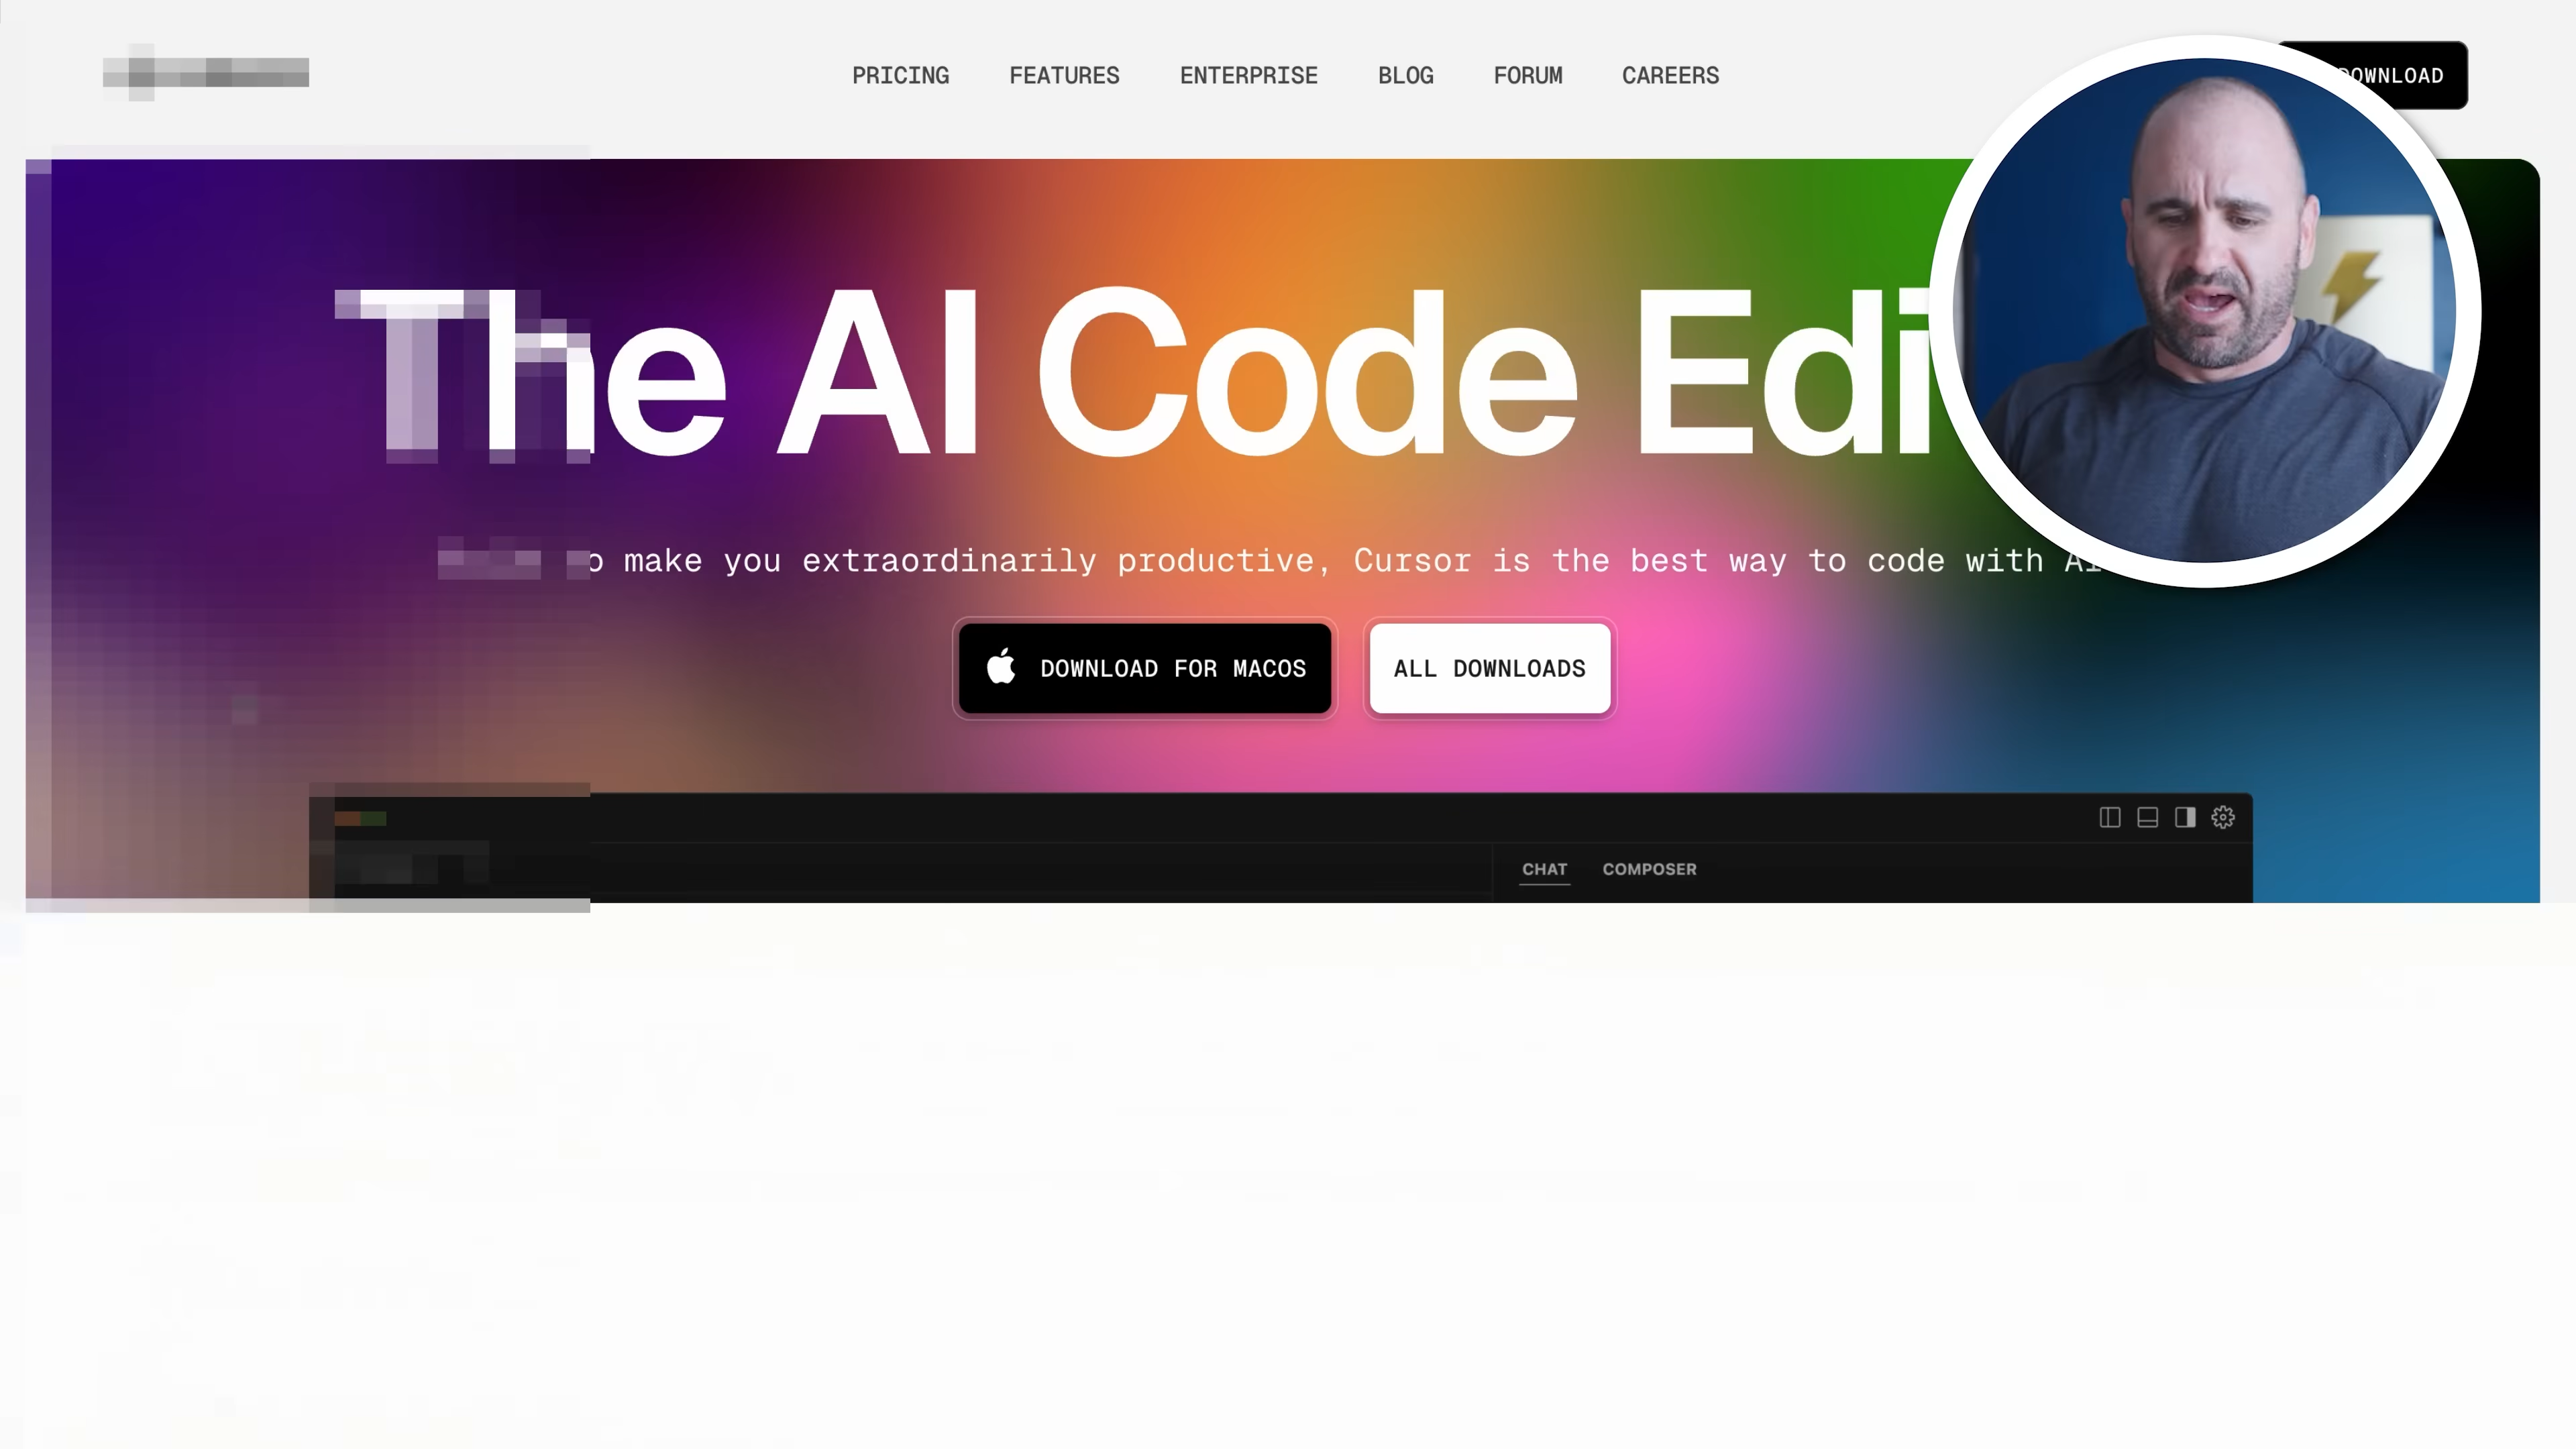 PRICING FEATURES ENTERPRISE BLOG FORUM CAREERS DOWNLOAD
The AI Code Edi
make you extraordinarily productive, Cursor is the best way to code with AI
DOWNLOAD FOR MACOS ALL DOWNLOADS
CHAT COMPOSER